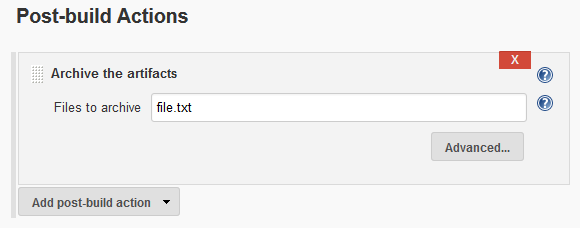 Post-build Actions
X
Archive the artifacts
?
Files to archive file.txt
?
Advanced...
Add post-build action